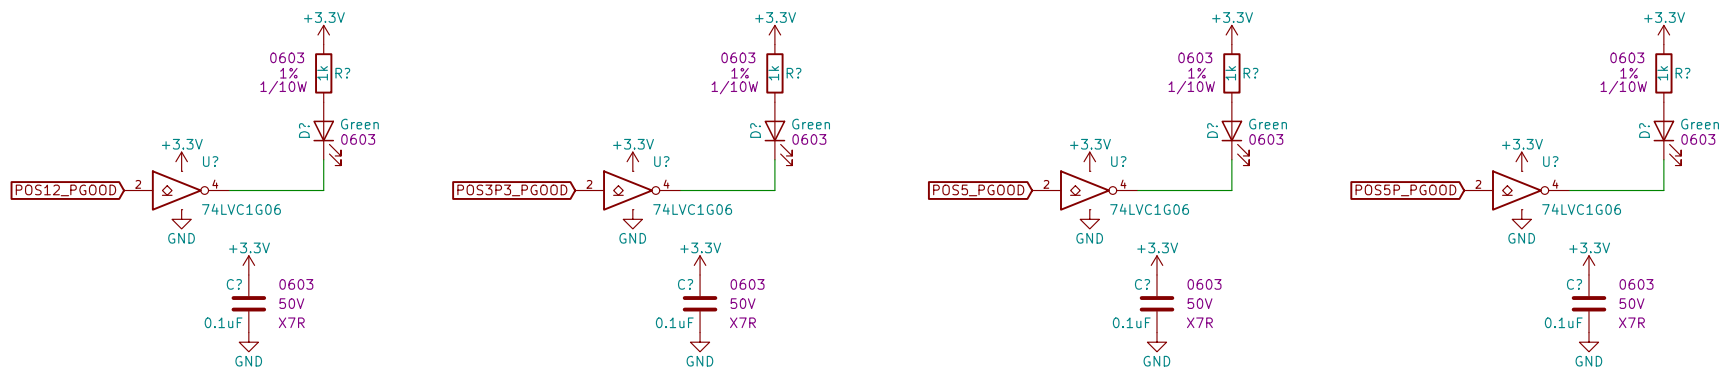 +3.3V
0603
1%
1/10W
1k
R?
D?
Green
0603
+3.3V
U?
POS12_PGOOD
2
4
74LVC1G06
GND
+3.3V
C?
0603
50V
0.1uF
X7R
GND
+3.3V
0603
1%
1/10W
1k
R?
D?
Green
0603
+3.3V
U?
POS3P3_PGOOD
2
4
74LVC1G06
GND
+3.3V
C?
0603
50V
0.1uF
X7R
GND
+3.3V
0603
1%
1/10W
1k
R?
D?
Green
0603
+3.3V
U?
POS5_PGOOD
2
4
74LVC1G06
GND
+3.3V
C?
0603
50V
0.1uF
X7R
GND
+3.3V
0603
1%
1/10W
1k
R?
D?
Green
0603
+3.3V
U?
POS5P_PGOOD
2
4
74LVC1G06
GND
+3.3V
C?
0603
50V
0.1uF
X7R
GND